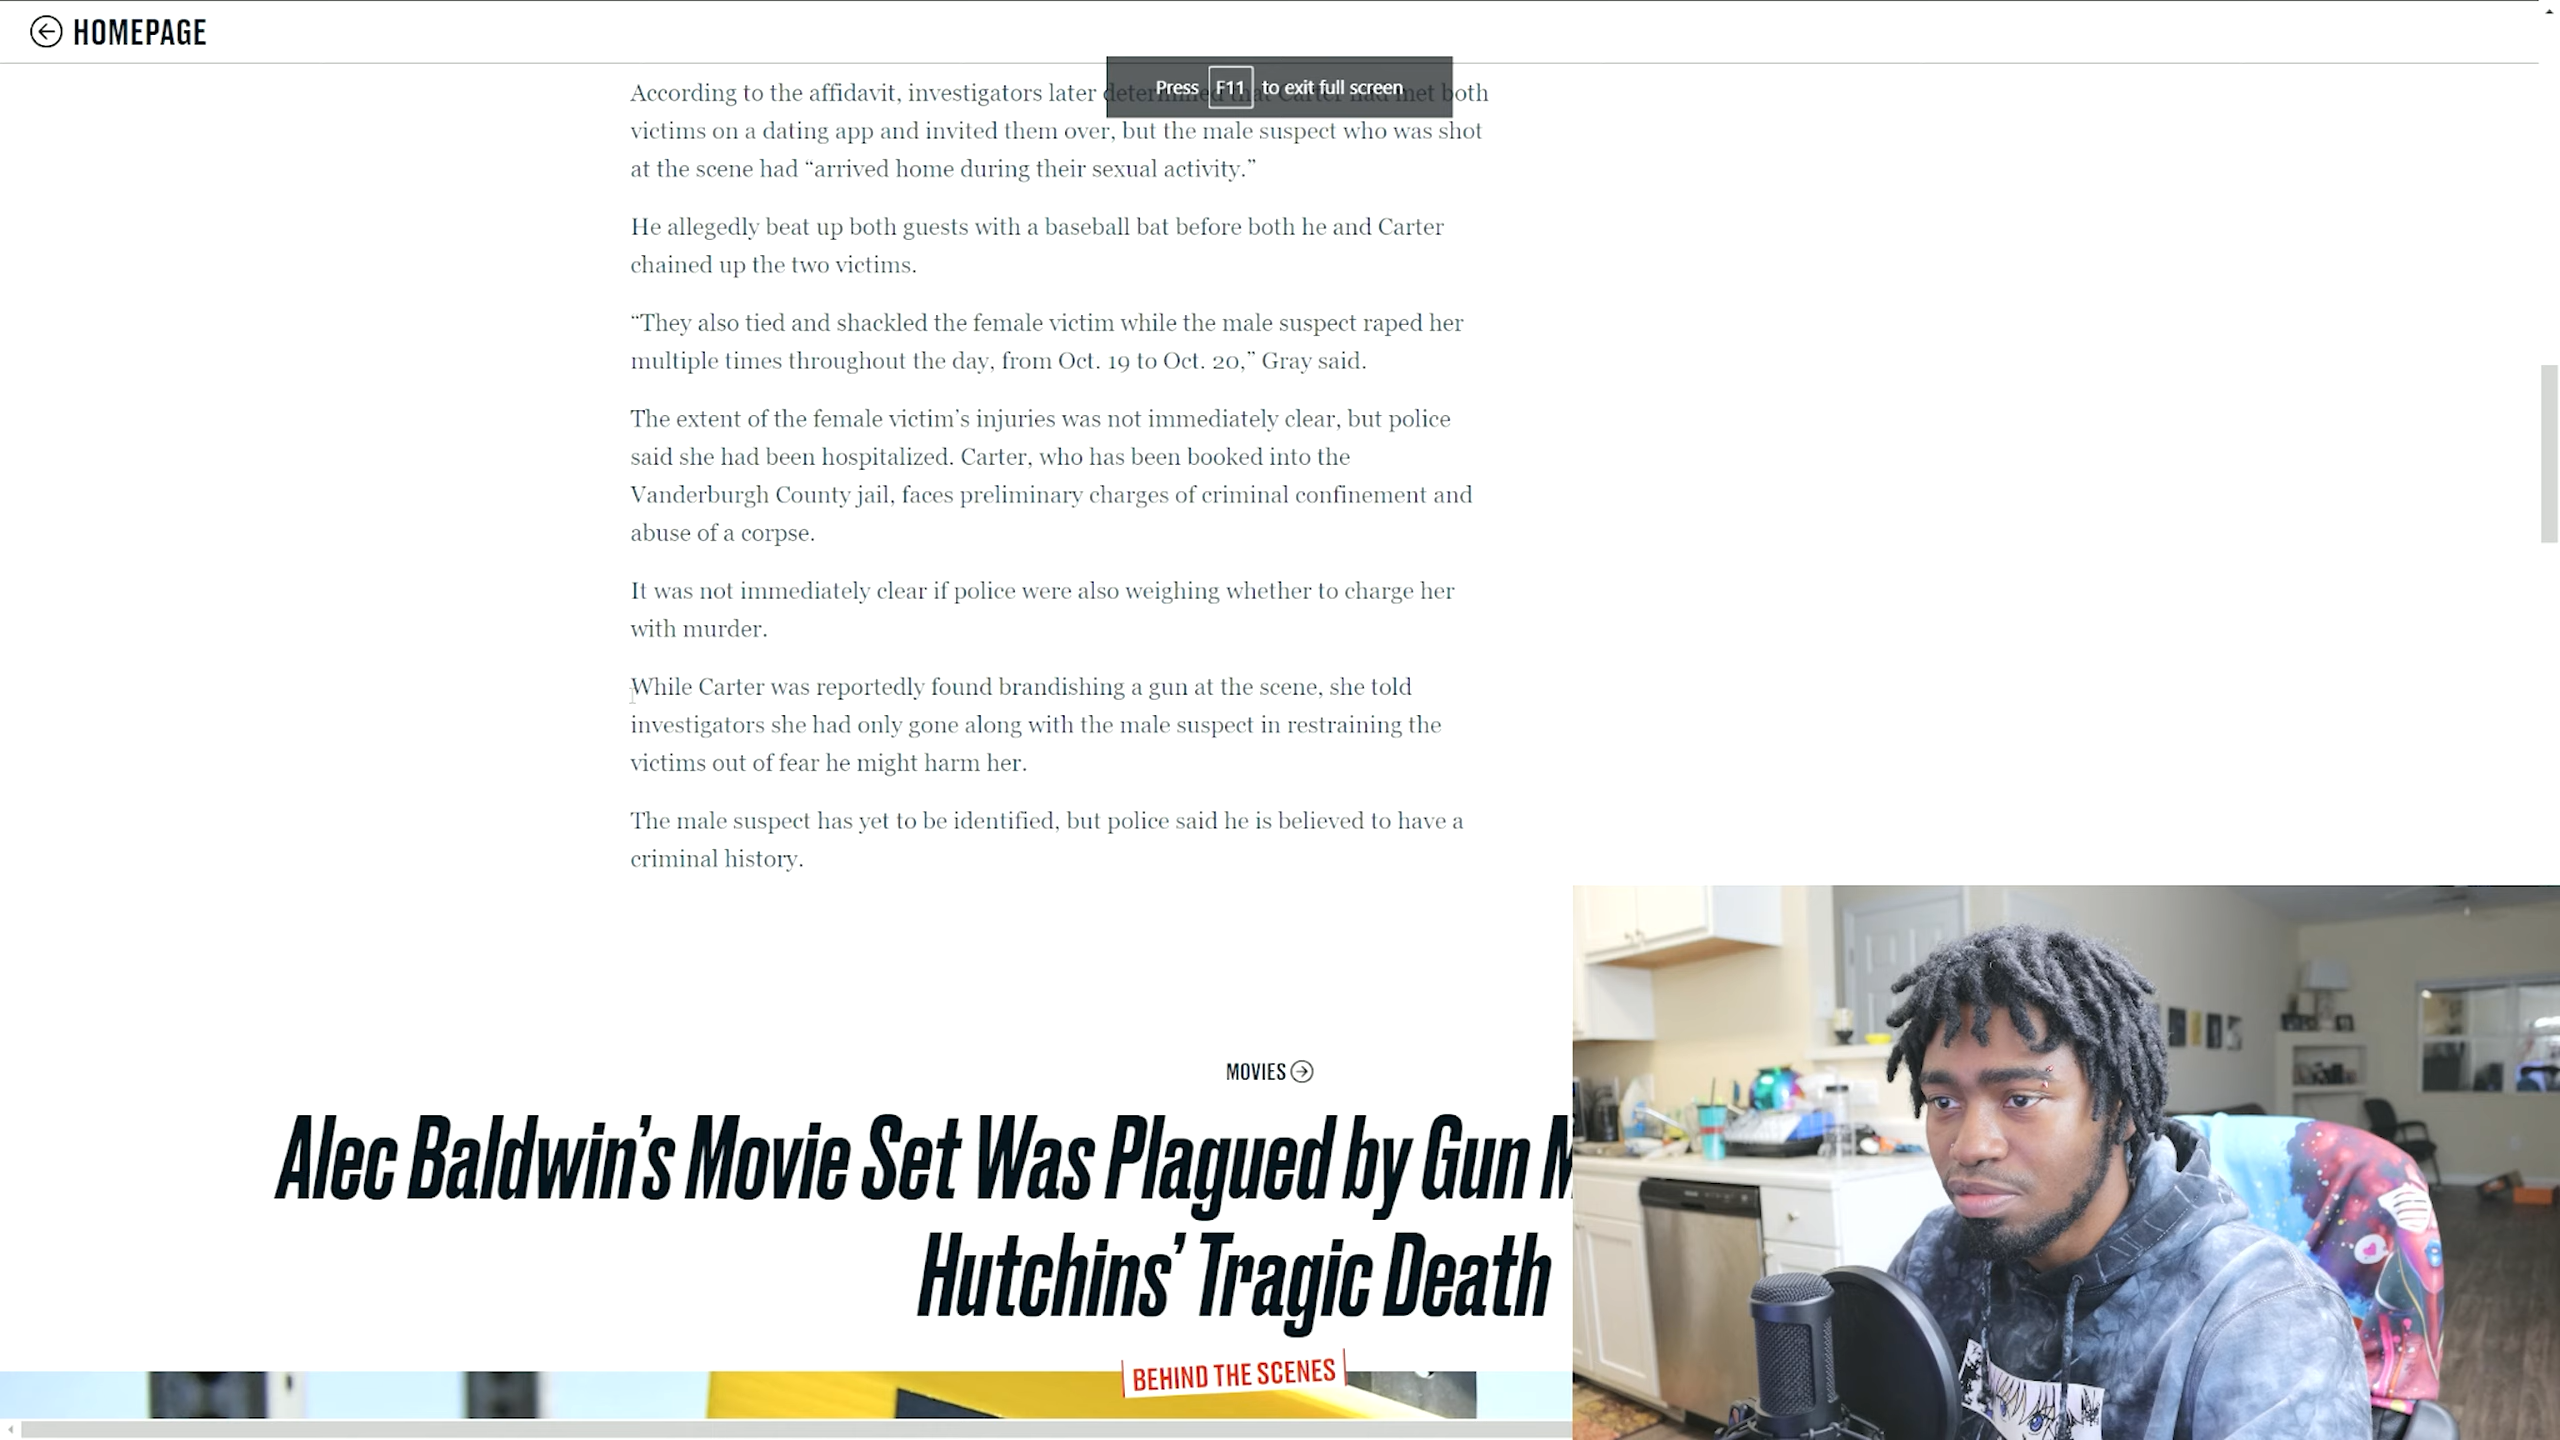 HOMEPAGE
Press F11 to exit full screen
According to the affidavit, investigators later determined that Carter had met both
victims on a dating app and invited them over, but the male suspect who was shot
at the scene had “arrived home during their sexual activity.”
He allegedly beat up both guests with a baseball bat before both he and Carter
chained up the two victims.
“They also tied and shackled the female victim while the male suspect raped her
multiple times throughout the day, from Oct. 19 to Oct. 20,” Gray said.
The extent of the female victim’s injuries was not immediately clear, but police
said she had been hospitalized. Carter, who has been booked into the
Vanderburgh County jail, faces preliminary charges of criminal confinement and
abuse of a corpse.
It was not immediately clear if police were also weighing whether to charge her
with murder.
While Carter was reportedly found brandishing a gun at the scene, she told
investigators she had only gone along with the male suspect in restraining the
victims out of fear he might harm her.
The male suspect has yet to be identified, but police said he is believed to have a
criminal history.
MOVIES
Alec Baldwin’s Movie Set Was Plagued by Gun M
Hutchins’ Tragic Death
BEHIND THE SCENES